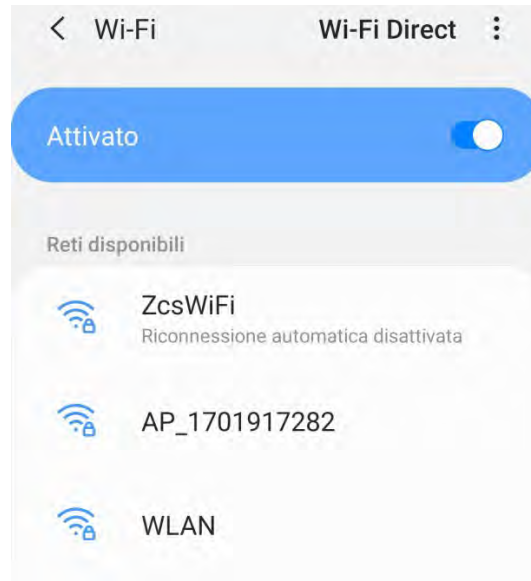 Wi-Fi Wi-Fi Direct
Attivato
Reti disponibili
ZcsWiFi
Riconnessione automatica disattivata
AP_1701917282
WLAN